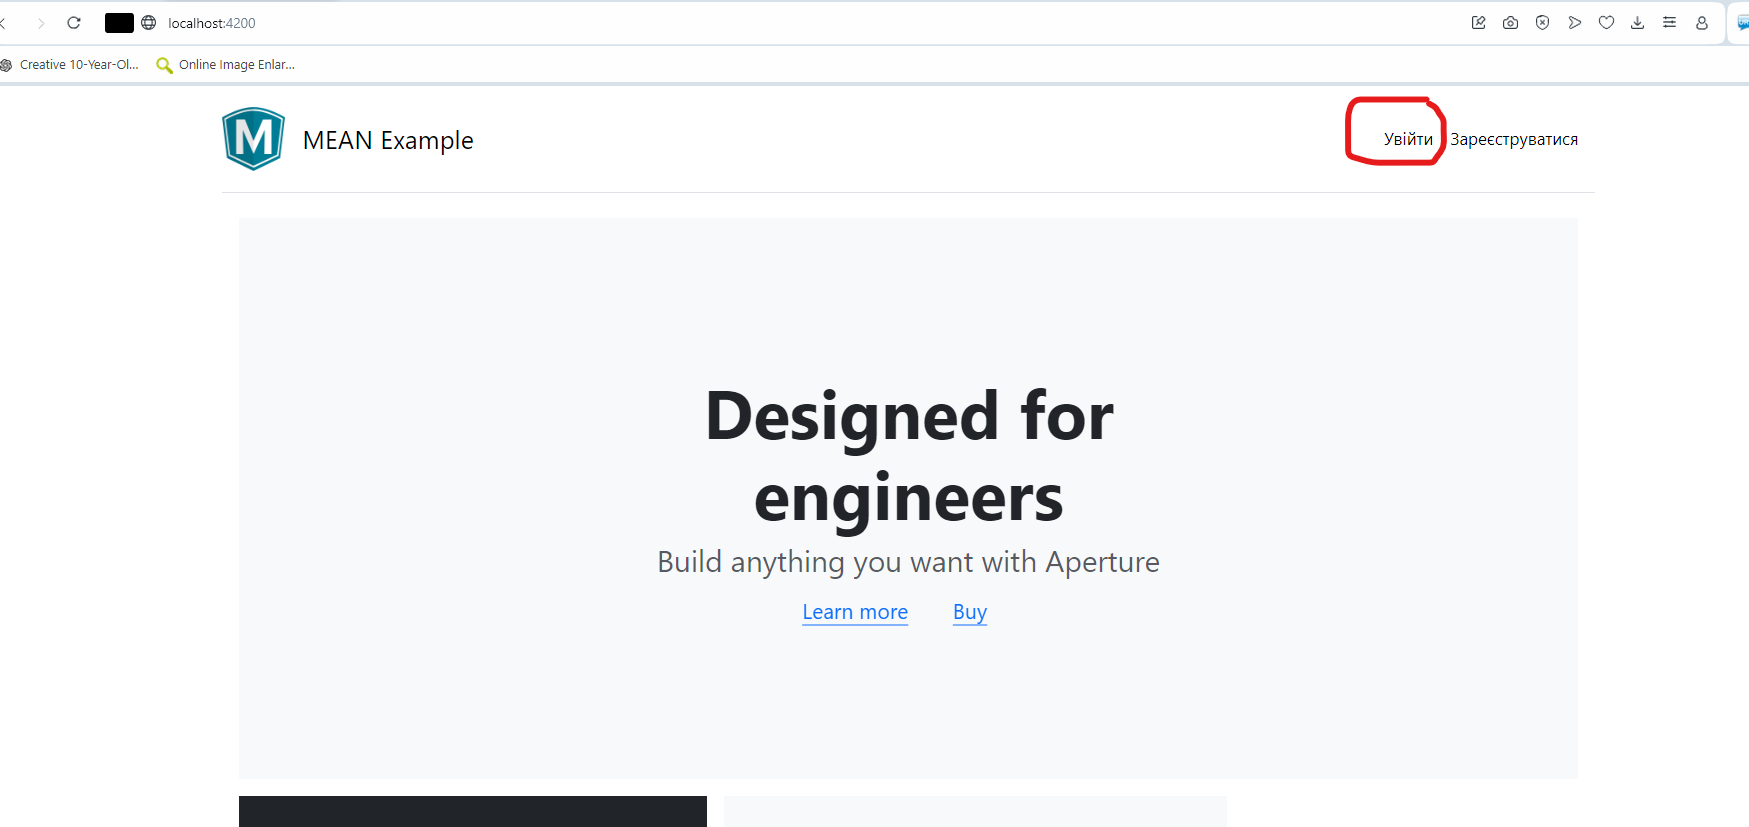 localhost:4200
Creative 10-Year-Ol... Online Image Enlar...
M MEAN Example Увійти Зареєструватися
Designed for
engineers
Build anything you want with Aperture
Learn more Buy